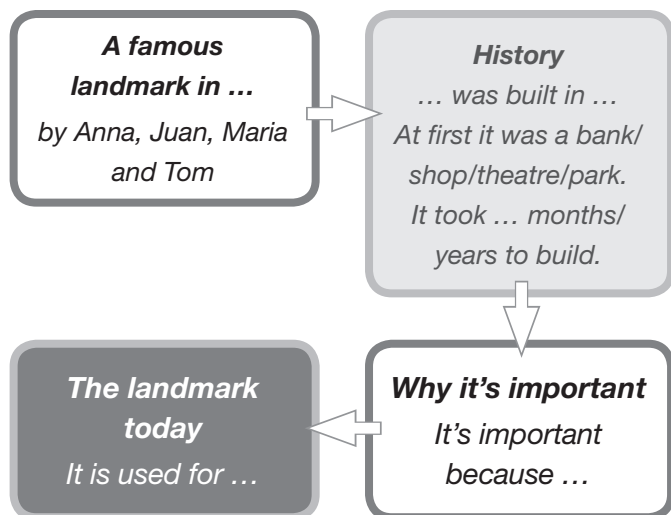 A famous
landmark in …
by Anna, Juan, Maria
and Tom
History
… was built in …
At first it was a bank/
shop/theatre/park.
It took … months/
years to build.
Why it’s important
It’s important
because …
The landmark
today
It is used for …